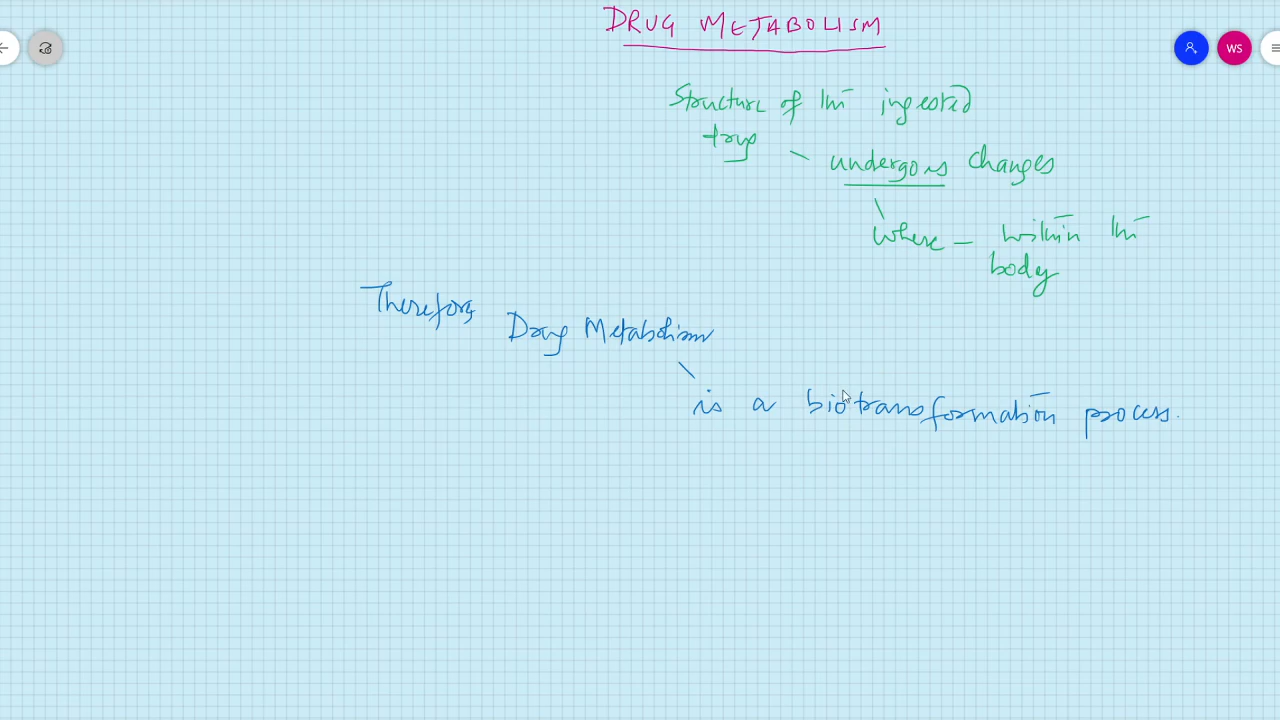 DRUG METABOLISM
WS
Structure of the ingested
drug
undergoes changes
where – within the
body
Therefore,
Drug Metabolism
is a biotransformation process.